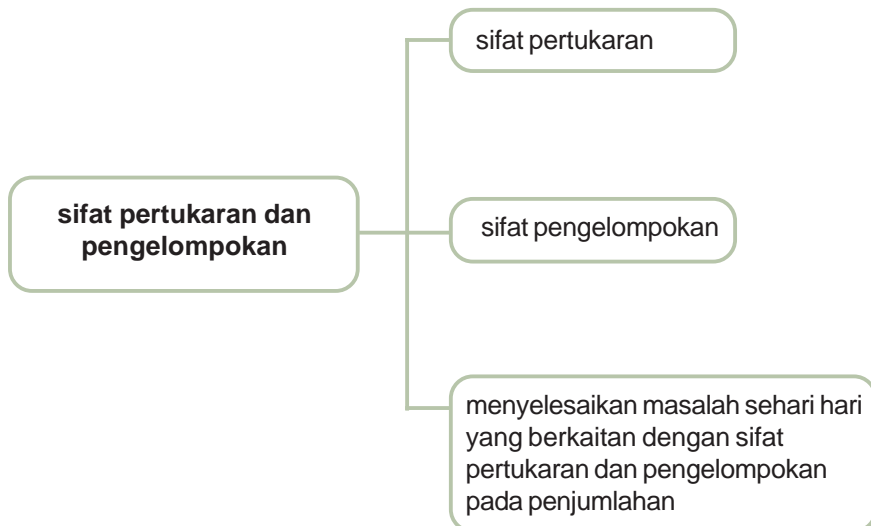 sifat pertukaran
sifat pertukaran dan
pengelompokan
sifat pengelompokan
menyelesaikan masalah sehari hari
yang berkaitan dengan sifat
pertukaran dan pengelompokan
pada penjumlahan